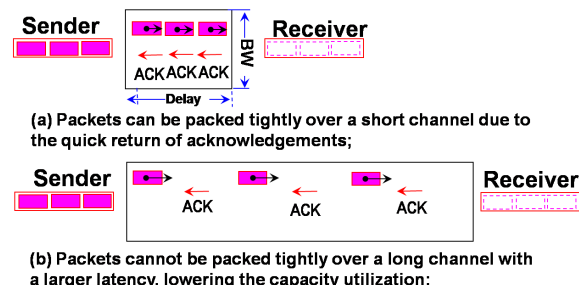 Sender
Receiver
BW
ACK ACK ACK
Delay
(a) Packets can be packed tightly over a short channel due to
the quick return of acknowledgements;
Sender
Receiver
ACK
ACK
ACK
(b) Packets cannot be packed tightly over a long channel with
a larger latency, lowering the capacity utilization;